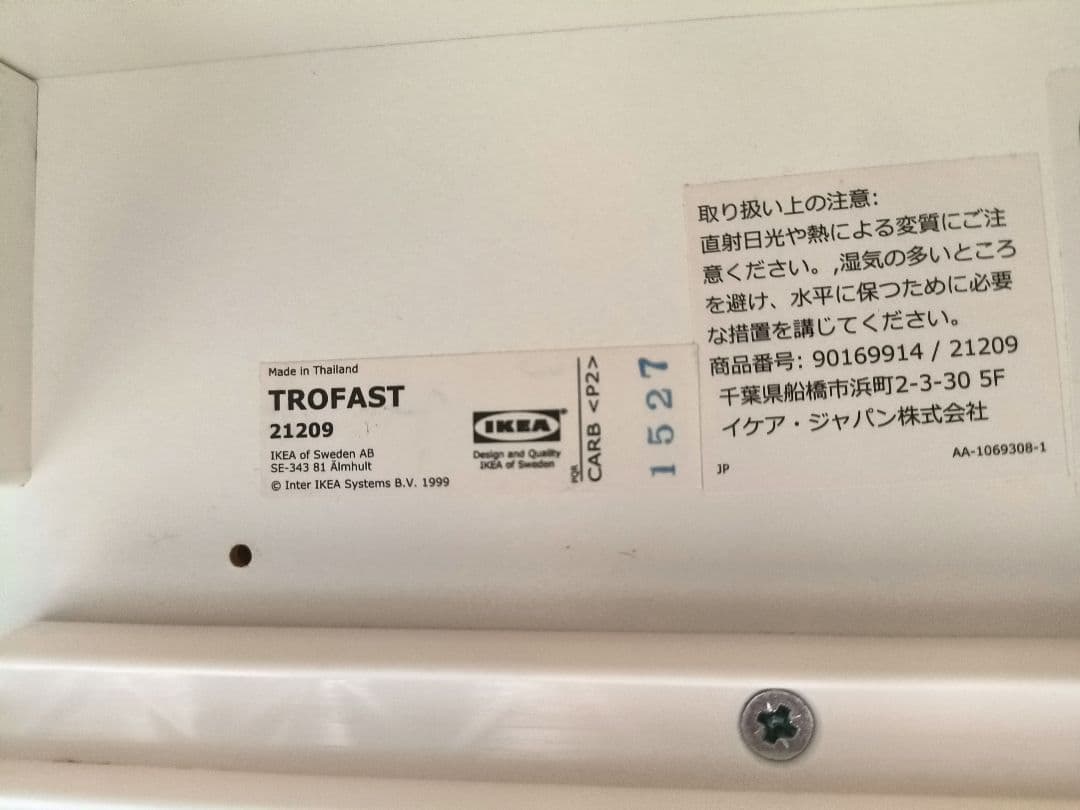 Made in Thailand
TROFAST
21209
IKEA of Sweden AB
SE-343 81 Älmhult
© Inter IKEA Systems B.V. 1999
IKEA®
Design and Quality
IKEA of Sweden
CARB <P2>
1527
取り扱い上の注意:
直射日光や熱による変質にご注
意ください。,湿気の多いところ
を避け、水平に保つために必要
な措置を講じてください。
商品番号: 90169914 / 21209
千葉県船橋市浜町2-3-30 5F
イケア・ジャパン株式会社
JP
AA-1069308-1